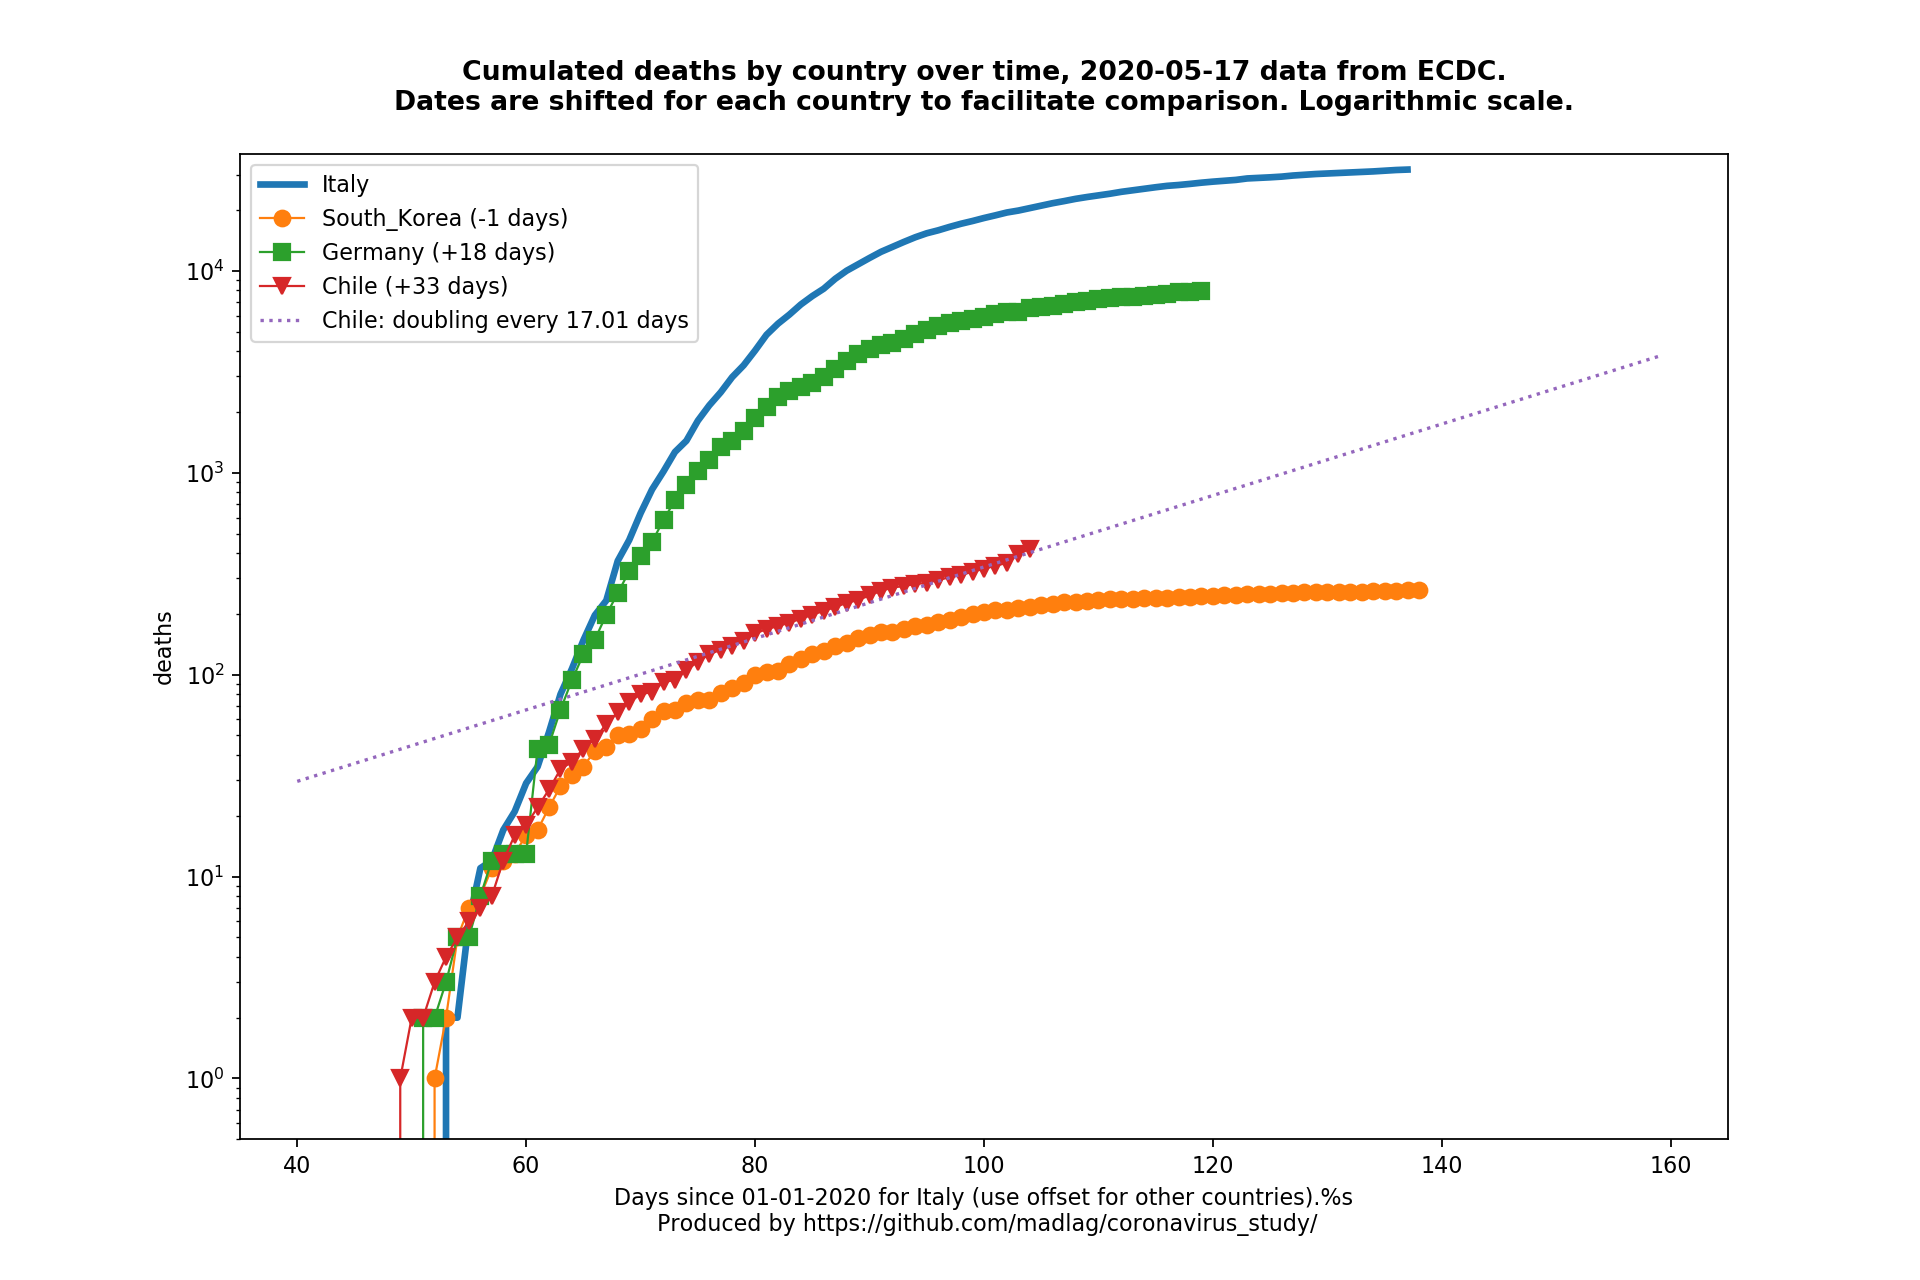 Cumulated deaths by country over time, 2020-05-17 data from ECDC.
Dates are shifted for each country to facilitate comparison. Logarithmic scale.
Italy
South_Korea (-1 days)
Germany (+18 days)
Chile (+33 days)
Chile: doubling every 17.01 days
deaths
10⁴
10³
10²
10¹
10⁰
40 60 80 100 120 140 160
Days since 01-01-2020 for Italy (use offset for other countries).%s
Produced by https://github.com/madlag/coronavirus_study/